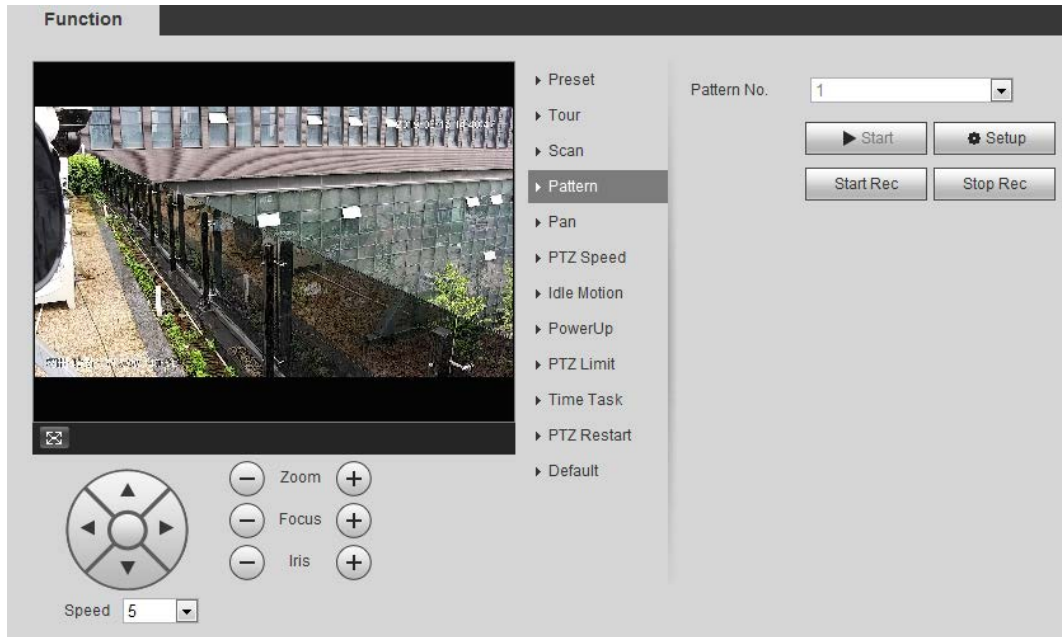 Function
Preset
Tour
Scan
Pattern
Pan
PTZ Speed
Idle Motion
PowerUp
PTZ Limit
Time Task
PTZ Restart
Default
Pattern No. 1
Start Setup
Start Rec Stop Rec
Zoom
Focus
Iris
Speed 5